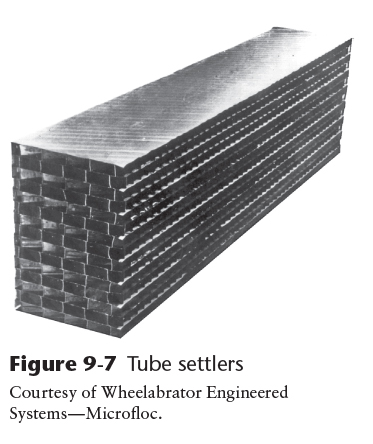 Figure 9-7 Tube settlers
Courtesy of Wheelabrator Engineered
Systems—Microfloc.